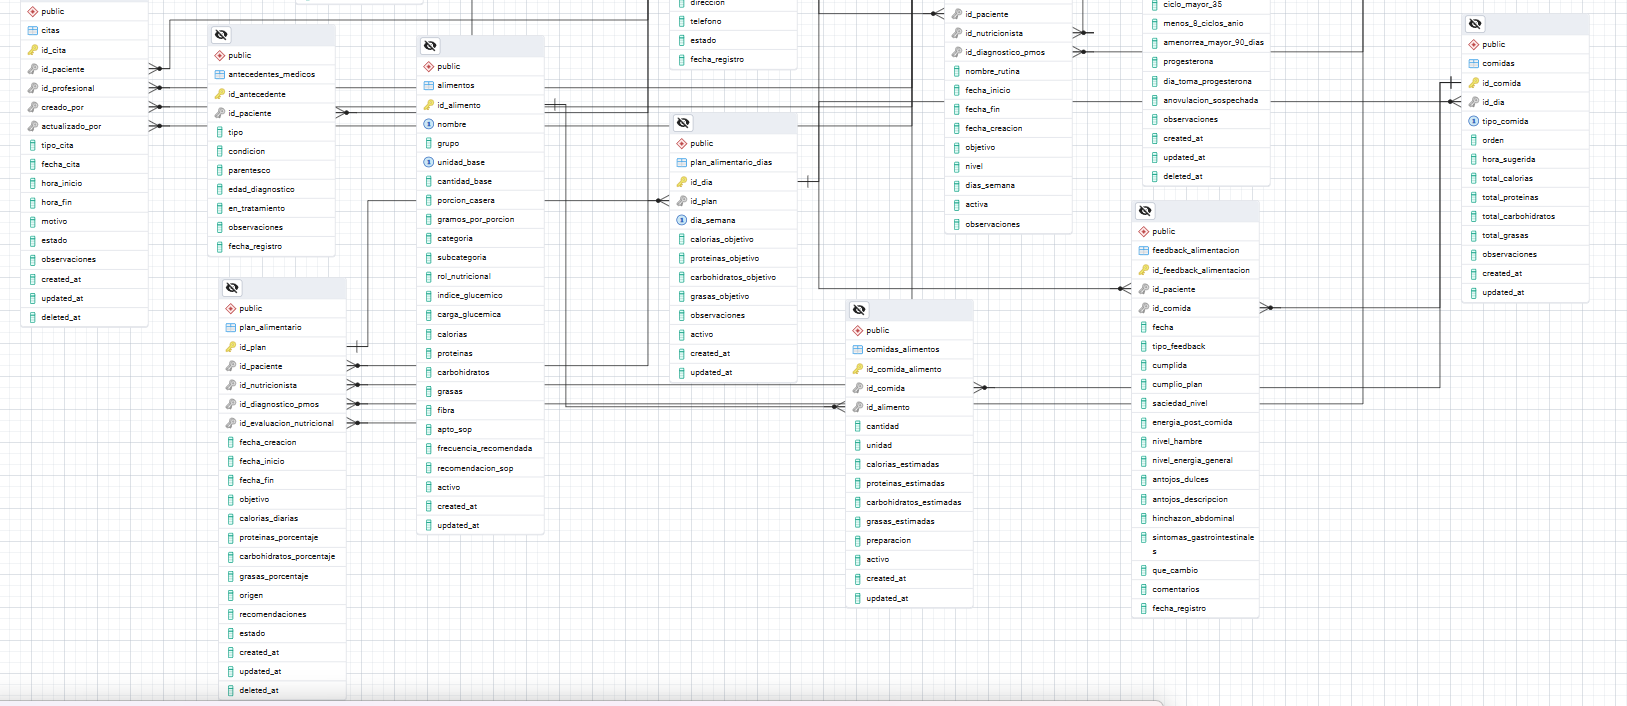 public
citas
id_cita
id_paciente
id_profesional
creado_por
actualizado_por
tipo_cita
fecha_cita
hora_inicio
hora_fin
motivo
estado
observaciones
created_at
updated_at
deleted_at
public
antecedentes_medicos
id_antecedente
id_paciente
tipo
condicion
parentesco
edad_diagnostico
en_tratamiento
observaciones
fecha_registro
public
plan_alimentario
id_plan
id_paciente
id_nutricionista
id_diagnostico_pmos
id_evaluacion_nutricional
fecha_creacion
fecha_inicio
fecha_fin
objetivo
calorias_diarias
proteinas_porcentaje
carbohidratos_porcentaje
grasas_porcentaje
origen
recomendaciones
estado
created_at
updated_at
deleted_at
public
alimentos
id_alimento
nombre
grupo
unidad_base
cantidad_base
porcion_casera
gramos_por_porcion
categoria
subcategoria
rol_nutricional
indice_glucemico
carga_glucemica
calorias
proteinas
carbohidratos
grasas
fibra
apto_sop
frecuencia_recomendada
recomendacion_sop
activo
created_at
updated_at
direccion
telefono
estado
fecha_registro
public
plan_alimentario_dias
id_dia
id_plan
dia_semana
calorias_objetivo
proteinas_objetivo
carbohidratos_objetivo
grasas_objetivo
observaciones
activo
created_at
updated_at
id_paciente
id_nutricionista
id_diagnostico_pmos
nombre_rutina
fecha_inicio
fecha_fin
fecha_creacion
objetivo
nivel
dias_semana
activa
observaciones
public
comidas_alimentos
id_comida_alimento
id_comida
id_alimento
cantidad
unidad
calorias_estimadas
proteinas_estimadas
carbohidratos_estimadas
grasas_estimadas
preparacion
activo
created_at
updated_at
ciclo_mayor_35
menos_8_ciclos_anio
amenorrea_mayor_90_dias
progesterona
dia_toma_progesterona
anovulacion_sospechada
observaciones
created_at
updated_at
deleted_at
public
feedback_alimentacion
id_feedback_alimentacion
id_paciente
id_comida
fecha
tipo_feedback
cumplida
cumplio_plan
saciedad_nivel
energia_post_comida
nivel_hambre
nivel_energia_general
antojos_dulces
antojos_descripcion
hinchazon_abdominal
sintomas_gastrointestinale
s
que_cambio
comentarios
fecha_registro
public
comidas
id_comida
id_dia
tipo_comida
orden
hora_sugerida
total_calorias
total_proteinas
total_carbohidratos
total_grasas
observaciones
created_at
updated_at